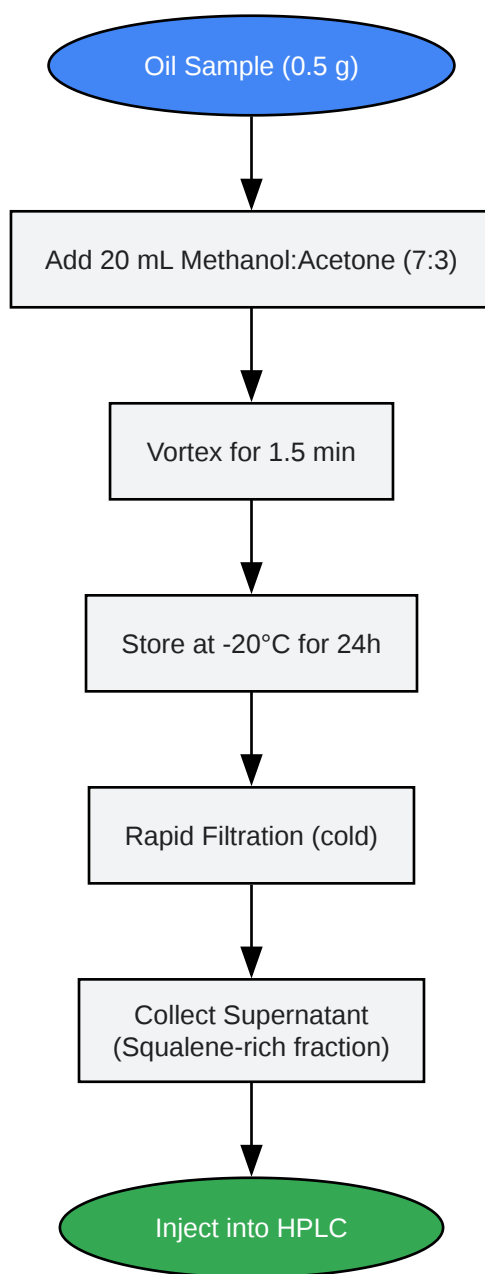 Oil Sample (0.5 g)
Add 20 mL Methanol:Acetone (7:3)
Vortex for 1.5 min
Store at -20°C for 24h
Rapid Filtration (cold)
Collect Supernatant
(Squalene-rich fraction)
Inject into HPLC